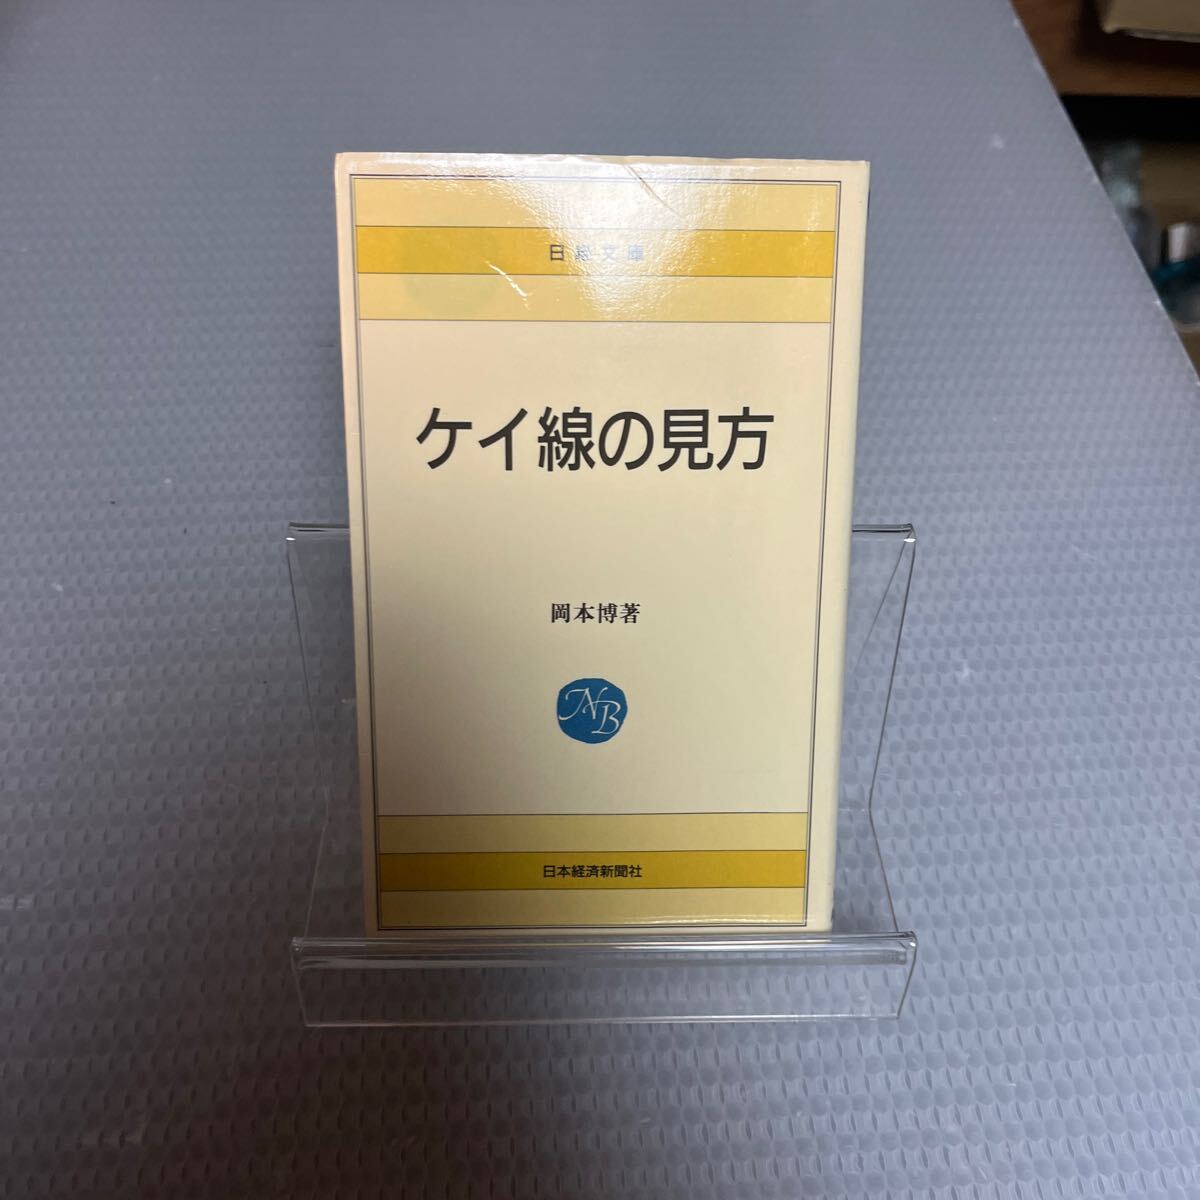 日経文庫
ケイ線の見方
岡本博著
NB
日本経済新聞社